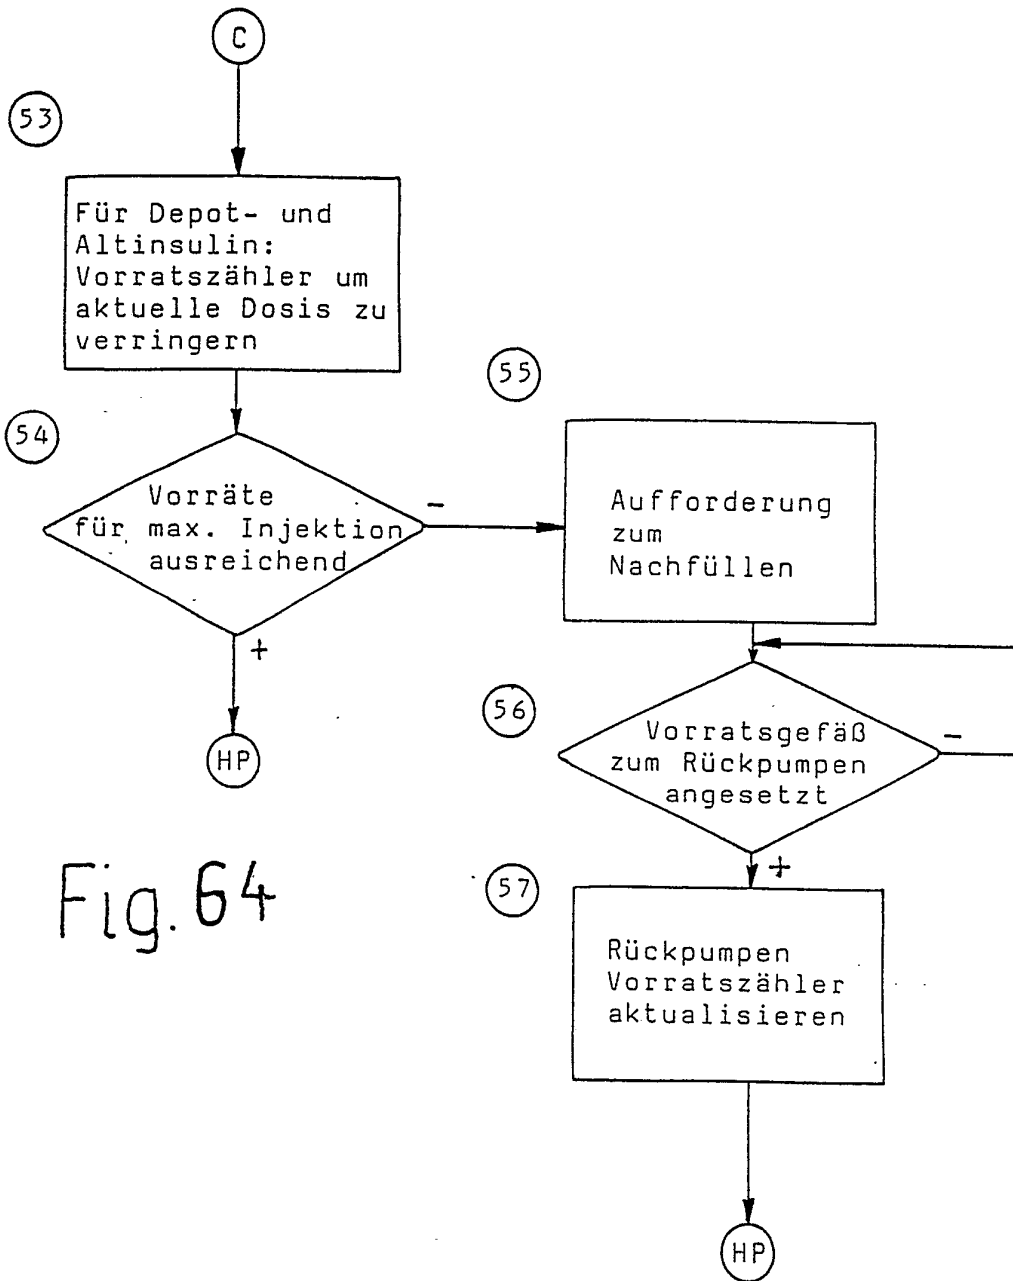 C
53
Für Depot- und
Altinsulin:
Vorratszähler um
aktuelle Dosis zu
verringern
54
Vorräte
für max. Injektion
ausreichend
-
+
HP
55
Aufforderung
zum
Nachfüllen
56
Vorratsgefäß
zum Rückpumpen
angesetzt
-
+
57
Rückpumpen
Vorratszähler
aktualisieren
HP
Fig. 64